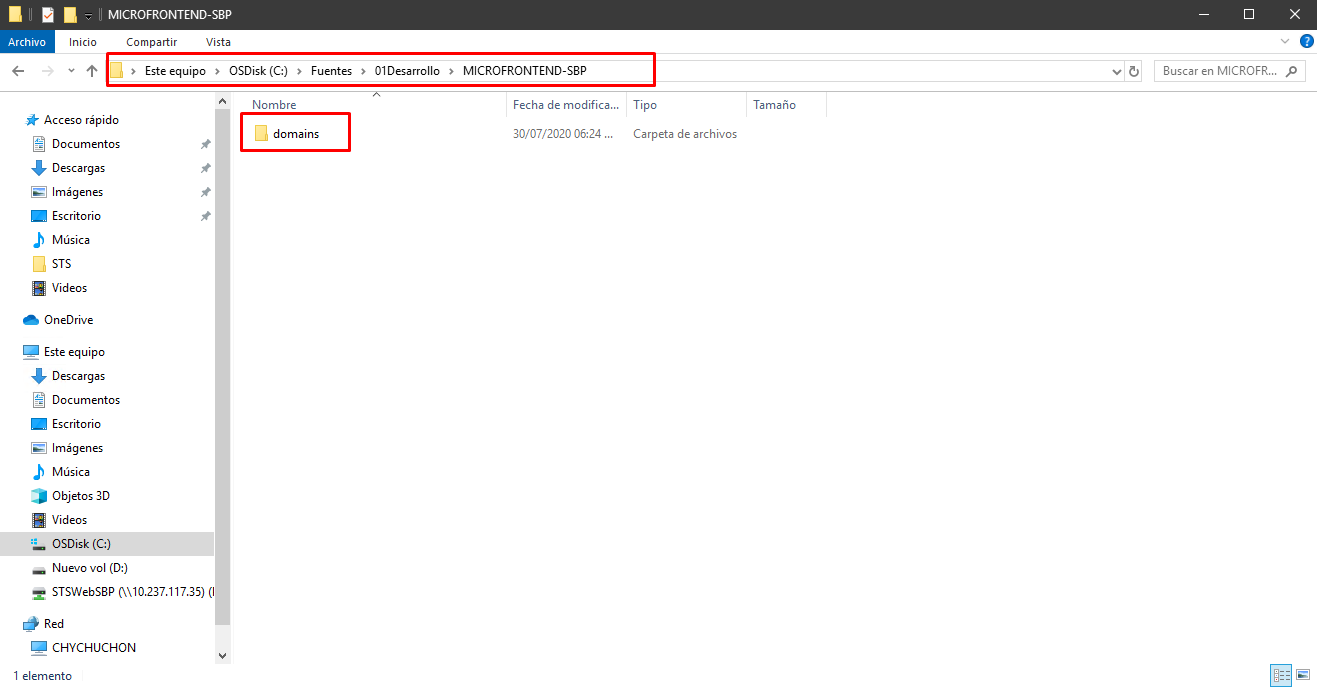 MICROFRONTEND-SBP
Archivo Inicio Compartir Vista
Este equipo > OSDisk (C:) > Fuentes > 01Desarrollo > MICROFRONTEND-SBP
Buscar en MICROFR...
Nombre Fecha de modifica... Tipo Tamaño
domains 30/07/2020 06:24 ... Carpeta de archivos
Acceso rápido
Documentos
Descargas
Imágenes
Escritorio
Música
STS
Videos
OneDrive
Este equipo
Descargas
Documentos
Escritorio
Imágenes
Música
Objetos 3D
Videos
OSDisk (C:)
Nuevo vol (D:)
STSWebSBP (\\10.237.117.35) (
Red
CHYCHUCHON
1 elemento